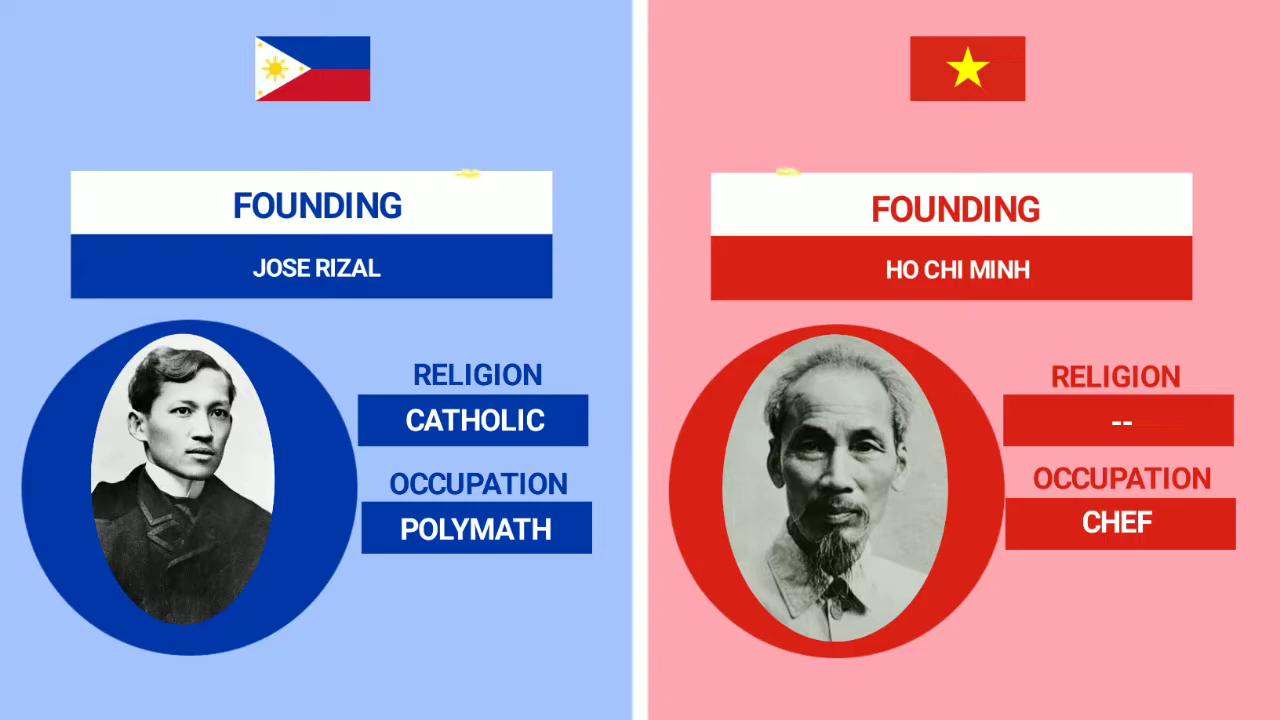 FOUNDING
JOSE RIZAL
RELIGION
CATHOLIC
OCCUPATION
POLYMATH
FOUNDING
HO CHI MINH
RELIGION
--
OCCUPATION
CHEF